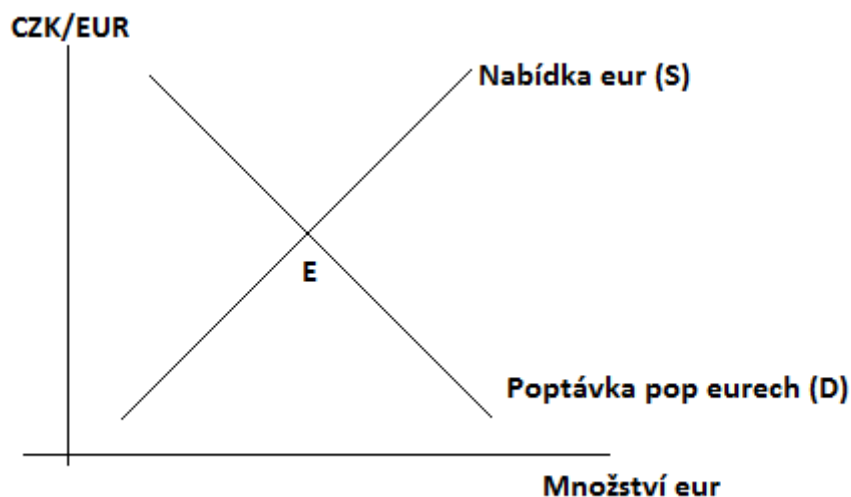 CZK/EUR
Nabídka eur (S)
E
Poptávka pop eurech (D)
Množství eur